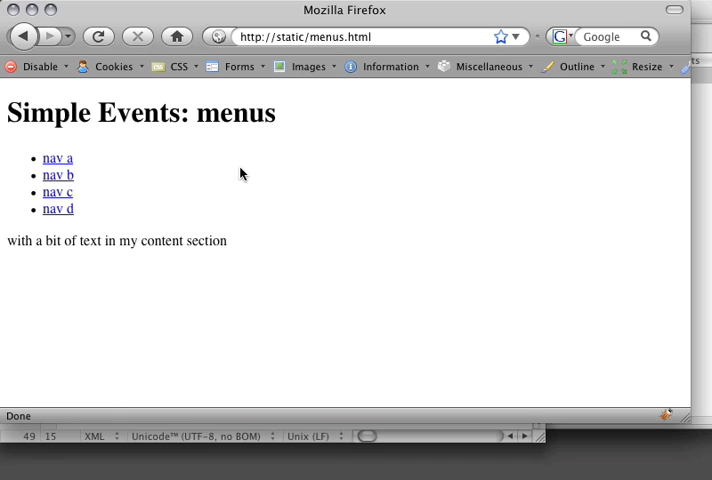 Mozilla Firefox
http://static/menus.html
G Google
Disable Cookies CSS Forms Images Information Miscellaneous Outline Resize
ts
Simple Events: menus
• nav a
• nav b
• nav c
• nav d
with a bit of text in my content section
Done
49 15 XML Unicode™ (UTF-8, no BOM) Unix (LF)